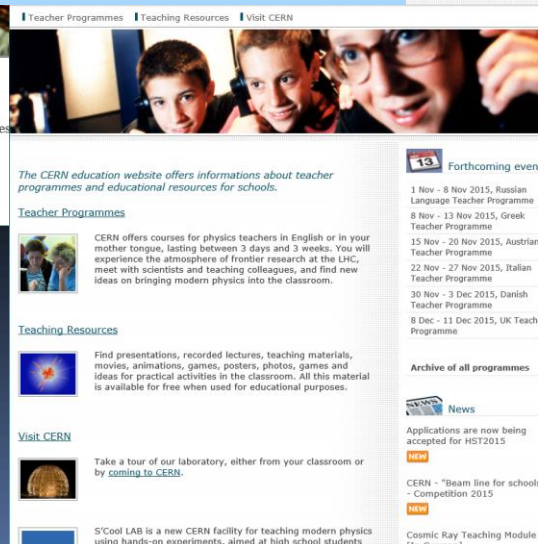 Teacher Programmes Teaching Resources Visit CERN
The CERN education website offers informations about teacher
programmes and educational resources for schools.
Teacher Programmes
CERN offers courses for physics teachers in English or in your
mother tongue, lasting between 3 days and 3 weeks. You will
experience the atmosphere of frontier research at the LHC,
meet with scientists and teaching colleagues, and find new
ideas on bringing modern physics into the classroom.
Teaching Resources
Find presentations, recorded lectures, teaching materials,
movies, animations, games, posters, photos, games and
ideas for practical activities in the classroom. All this material
is available for free when used for educational purposes.
Visit CERN
Take a tour of our laboratory, either from your classroom or
by coming to CERN.
S'Cool LAB is a new CERN facility for teaching modern physics
using hands-on experiments, aimed at high school students
13
Forthcoming even
1 Nov - 8 Nov 2015, Russian
Language Teacher Programme
8 Nov - 13 Nov 2015, Greek
Teacher Programme
15 Nov - 20 Nov 2015, Austrian
Teacher Programme
22 Nov - 27 Nov 2015, Italian
Teacher Programme
30 Nov - 3 Dec 2015, Danish
Teacher Programme
8 Dec - 11 Dec 2015, UK Teach
Programme
Archive of all programmes
NEWS
News
Applications are now being
accepted for HST2015
NEW
CERN - "Beam line for schools
- Competition 2015
NEW
Cosmic Ray Teaching Module